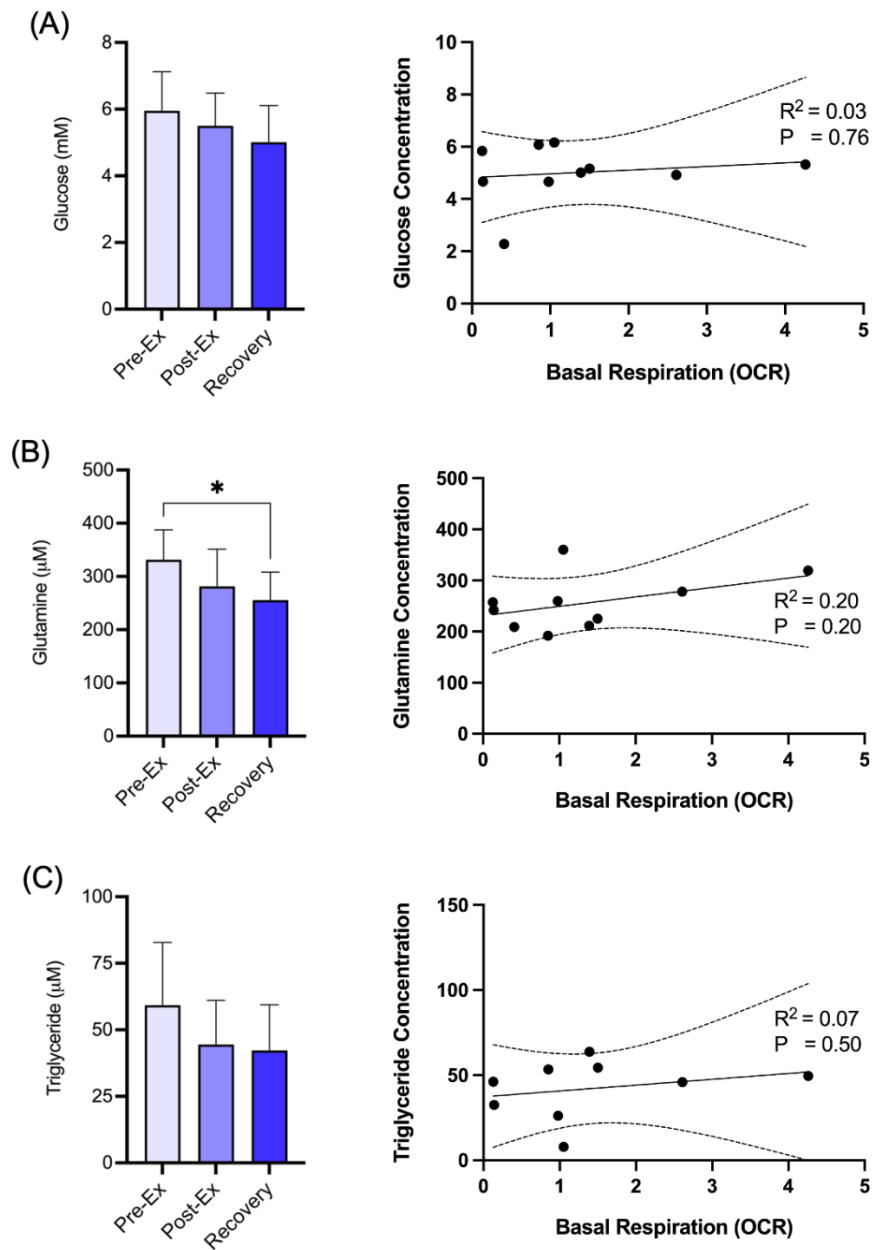 (A)
8
6
4
2
0
Glucose (mM)
Pre-Ex
Post-Ex
Recovery
10
8
6
4
2
0
Glucose Concentration
R² = 0.03
P = 0.76
0 1 2 3 4 5
Basal Respiration (OCR)
(B)
500
400
300
200
100
0
Glutamine (μM)
*
Pre-Ex
Post-Ex
Recovery
500
400
300
200
100
0
Glutamine Concentration
R² = 0.20
P = 0.20
0 1 2 3 4 5
Basal Respiration (OCR)
(C)
100
75
50
25
0
Triglyceride (μM)
Pre-Ex
Post-Ex
Recovery
150
100
50
0
Triglyceride Concentration
R² = 0.07
P = 0.50
0 1 2 3 4 5
Basal Respiration (OCR)